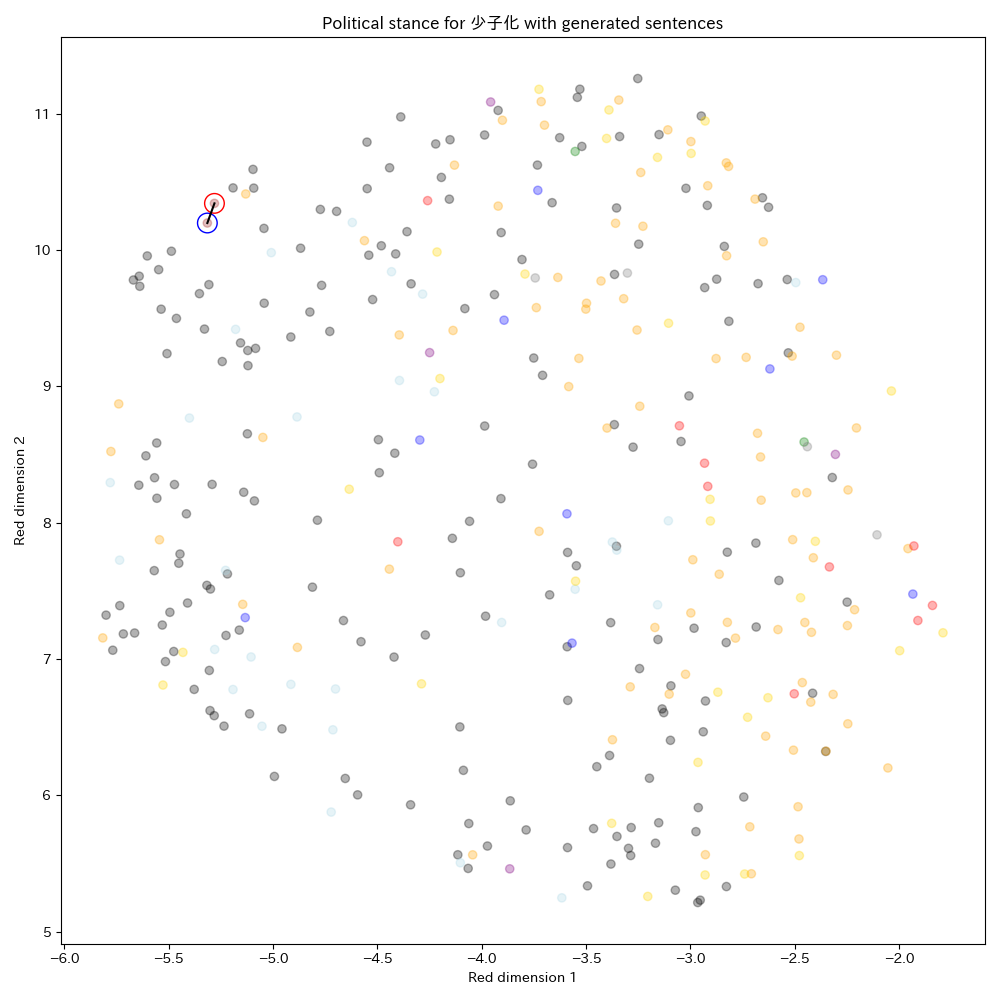 Political stance for 少子化 with generated sentences
Red dimension 2
11
10
9
8
7
6
5
−6.0 −5.5 −5.0 −4.5 −4.0 −3.5 −3.0 −2.5 −2.0
Red dimension 1